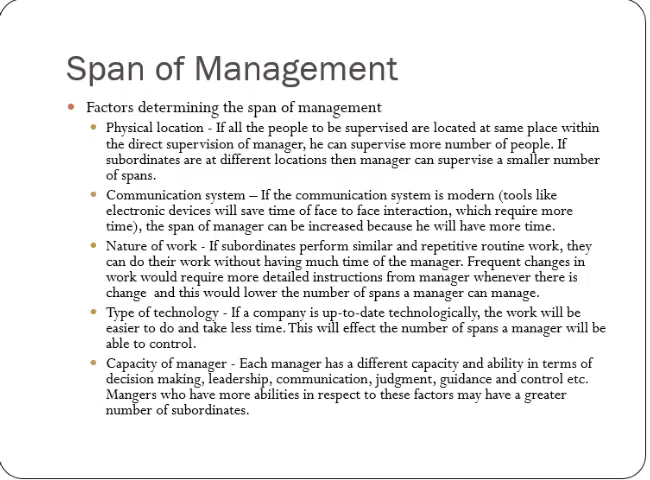 Span of Management
Factors determining the span of management
Physical location - If all the people to be supervised are located at same place within
the direct supervision of manager, he can supervise more number of people. If
subordinates are at different locations then manager can supervise a smaller number
of spans.
Communication system – If the communication system is modern (tools like
electronic devices will save time of face to face interaction, which require more
time), the span of manager can be increased because he will have more time.
Nature of work - If subordinates perform similar and repetitive routine work, they
can do their work without having much time of the manager. Frequent changes in
work would require more detailed instructions from manager whenever there is
change and this would lower the number of spans a manager can manage.
Type of technology - If a company is up-to-date technologically, the work will be
easier to do and take less time. This will effect the number of spans a manager will be
able to control.
Capacity of manager - Each manager has a different capacity and ability in terms of
decision making, leadership, communication, judgment, guidance and control etc.
Mangers who have more abilities in respect to these factors may have a greater
number of subordinates.